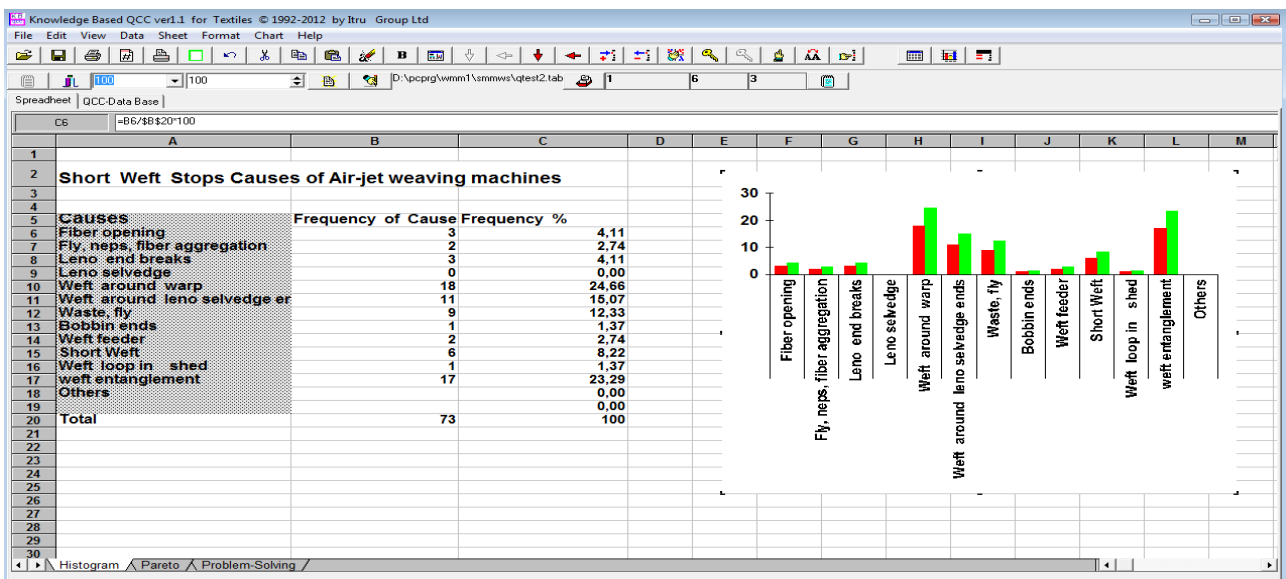 Knowledge Based QCC ver1.1 for Textiles © 1992-2012 by Itru Group Ltd
File Edit View Data Sheet Format Chart Help
100 100 D:\pcprg\wmm1\smmws\qtest2.tab 1 6 3
Spreadheet QCC-Data Base
C6 =B6/$B$20*100
A B C D E F G H I J K L M
1
2 Short Weft Stops Causes of Air-jet weaving machines
3
4
5 Causes Frequency of Cause Frequency %
6 Fiber opening 3 4,11
7 Fly, neps, fiber aggregation 2 2,74
8 Leno end breaks 3 4,11
9 Leno selvedge 0 0,00
10 Weft around warp 18 24,66
11 Weft around leno selvedge er 11 15,07
12 Waste, fly 9 12,33
13 Bobbin ends 1 1,37
14 Weft feeder 2 2,74
15 Short Weft 6 8,22
16 Weft loop in shed 1 1,37
17 weft entanglement 17 23,29
18 Others 0,00
19 0,00
20 Total 73 100
21
22
23
24
25
26
27
28
29
30
30
20
10
0
Fiber opening
Fly, neps, fiber aggregation
Leno end breaks
Leno selvedge
Weft around warp
Weft around leno selvedge ends
Waste, fly
Bobbin ends
Weft feeder
Short Weft
Weft loop in shed
weft entanglement
Others
Histogram Pareto Problem-Solving